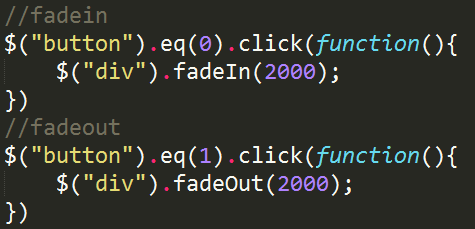 //fadein
$("button").eq(0).click(function(){
    $("div").fadeIn(2000);
})
//fadeout
$("button").eq(1).click(function(){
    $("div").fadeOut(2000);
})